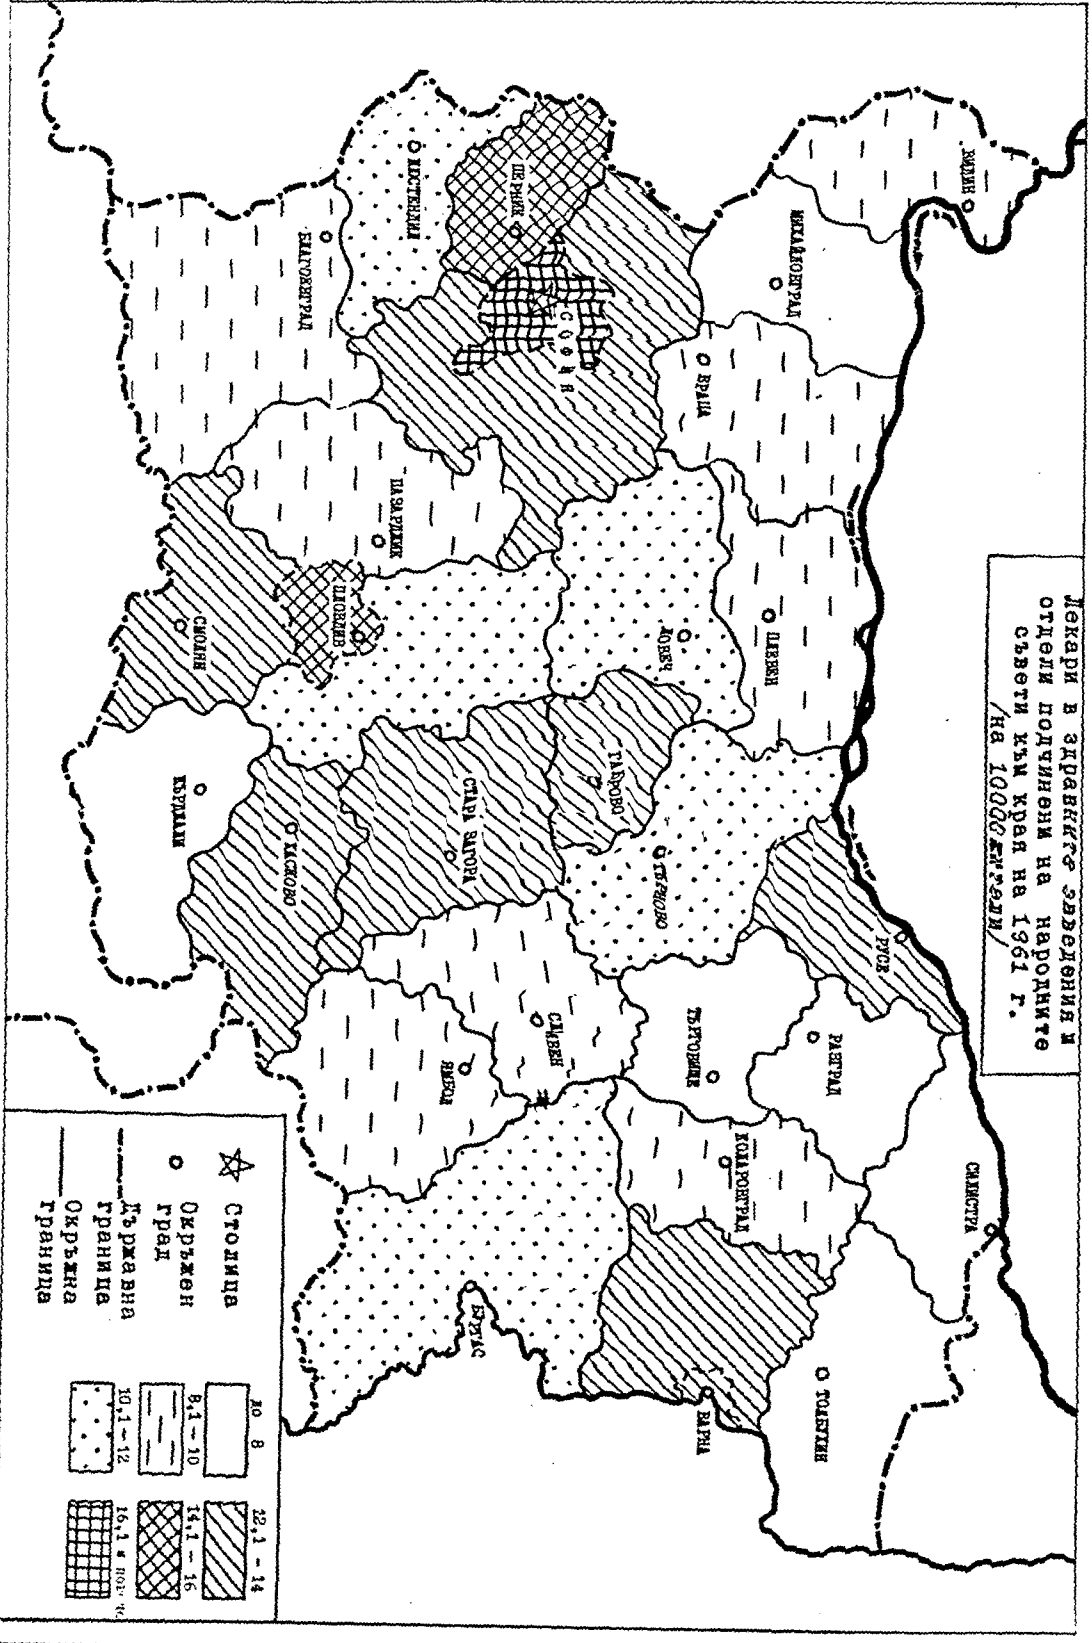 Лекари в здравните заведения и
отдели подчинени на народните
съвети към края на 1961 г.
/на 10000 жители/
ВИДИН
МИХАЙЛОВГРАД
ВРАЦА
ПЛЕВЕН
ЛОВЕЧ
ТЪРНОВО
ГАБРОВО
РУСЕ
РАЗГРАД
СИЛИСТРА
ТЪРГОВИЩЕ
КОЛАРОВГРАД
ТОЛБУХИН
ВАРНА
БУРГАС
СЛИВЕН
ЯМБОЛ
СТАРА ЗАГОРА
ХАСКОВО
КЪРДЖАЛИ
СМОЛЯН
ПЛОВДИВ
ПАЗАРДЖИК
СОФИЯ
ПЕРНИК
КЮСТЕНДИЛ
БЛАГОЕВГРАД
Столица
Окръжен
град
Държавна
граница
Окръжна
граница
до 8
8,1 – 10
10,1 – 12
12,1 – 14
14,1 – 16
16,1 и